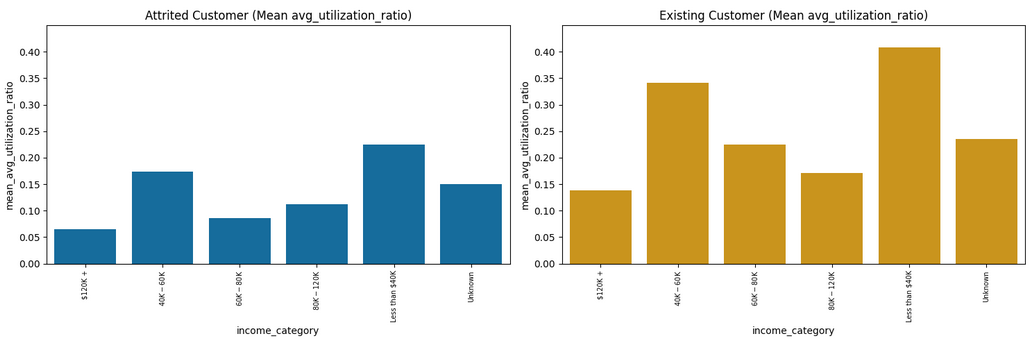 Attrited Customer (Mean avg_utilization_ratio)
mean_avg_utilization_ratio
0.40
0.35
0.30
0.25
0.20
0.15
0.10
0.05
0.00
$120K +
40K − 60K
60K − 80K
80K − 120K
Less than $40K
Unknown
income_category
Existing Customer (Mean avg_utilization_ratio)
mean_avg_utilization_ratio
0.40
0.35
0.30
0.25
0.20
0.15
0.10
0.05
0.00
$120K +
40K − 60K
60K − 80K
80K − 120K
Less than $40K
Unknown
income_category